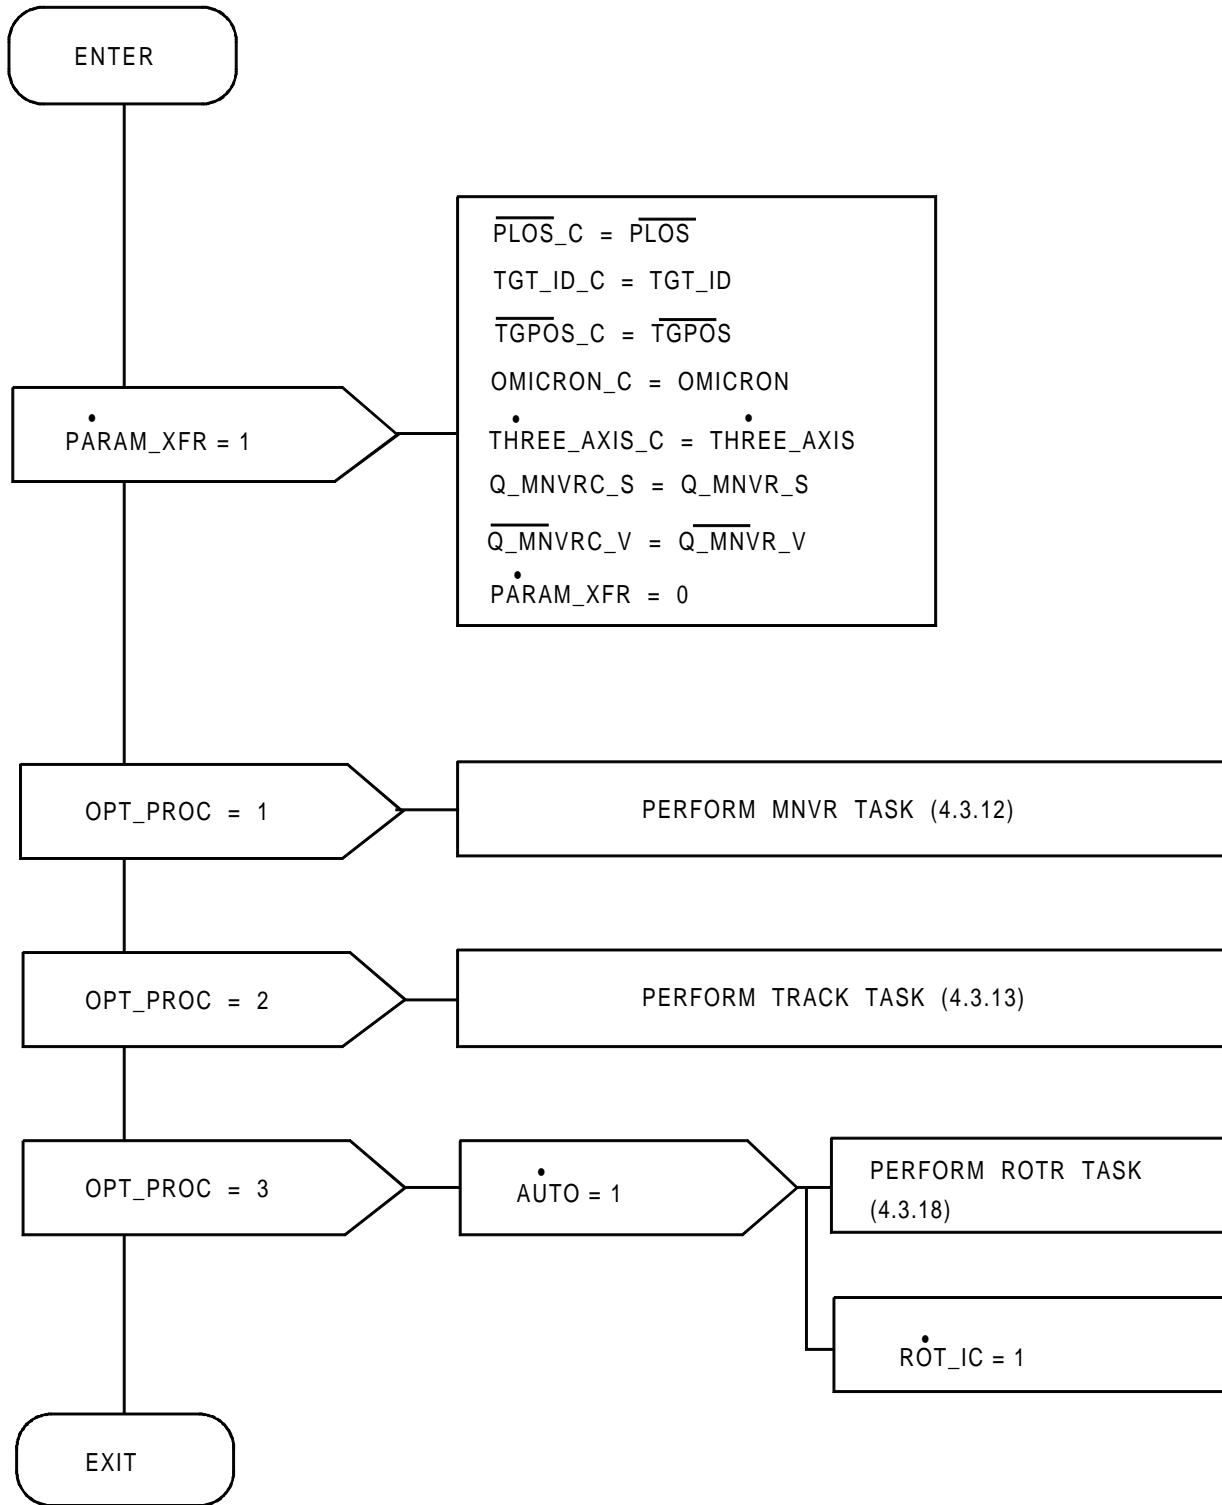 ENTER
PLOS_C = PLOS
TGT_ID_C = TGT_ID
TGPOS_C = TGPOS
OMICRON_C = OMICRON
THREE_AXIS_C = THREE_AXIS
Q_MNVRC_S = Q_MNVR_S
Q_MNVRC_V = Q_MNVR_V
PARAM_XFR = 0
PARAM_XFR = 1
OPT_PROC = 1
PERFORM MNVR TASK (4.3.12)
OPT_PROC = 2
PERFORM TRACK TASK (4.3.13)
OPT_PROC = 3
AUTO = 1
PERFORM ROTR TASK
(4.3.18)
ROT_IC = 1
EXIT